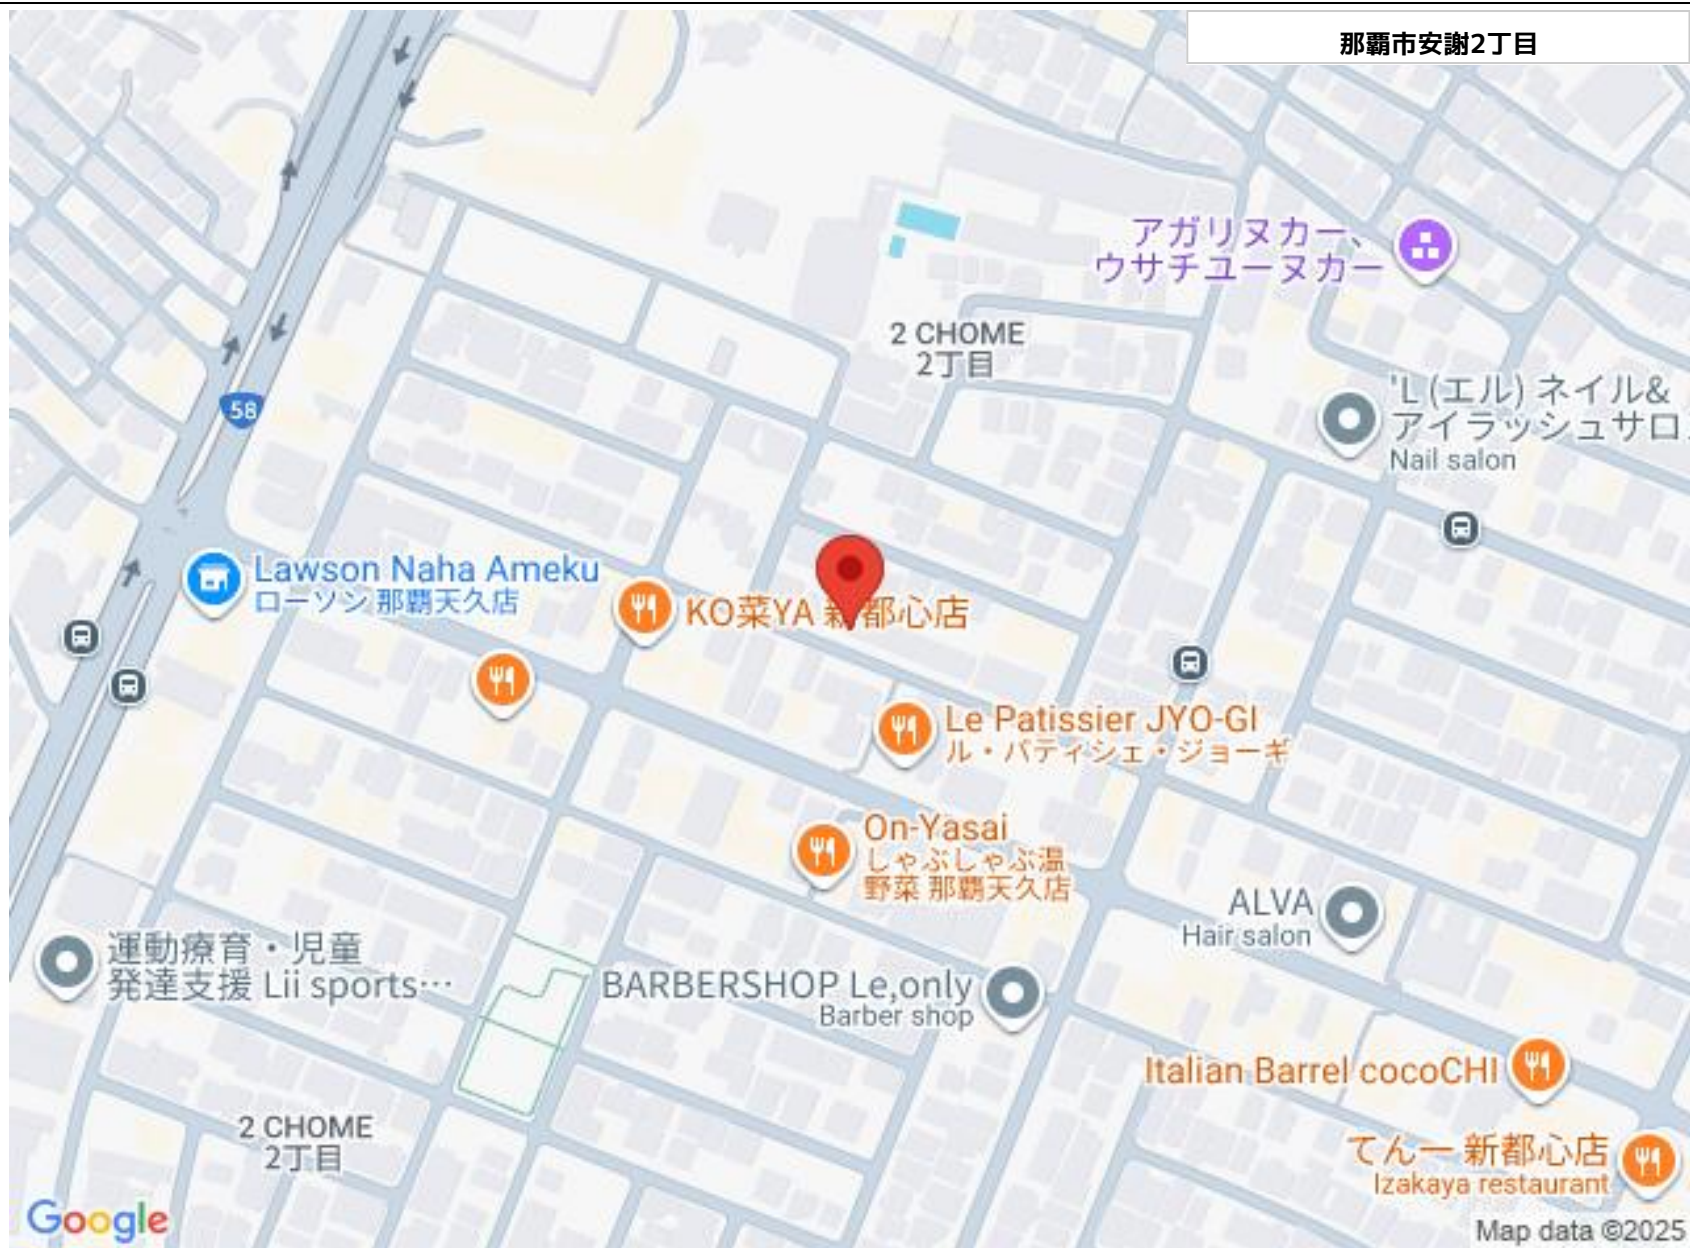 那覇市安謝2丁目
アガリヌカー、
ウサチユーヌカー
2 CHOME
2丁目
'L (エル) ネイル&
アイラッシュサロ
Nail salon
58
Lawson Naha Ameku
ローソン 那覇天久店
KO菜YA 新都心店
Le Patissier JYO-GI
ル・パティシェ・ジョーギ
On-Yasai
しゃぶしゃぶ温
野菜 那覇天久店
ALVA
Hair salon
運動療育・児童
発達支援 Lii sports…
BARBERSHOP Le,only
Barber shop
Italian Barrel cocoCHI
2 CHOME
2丁目
てん一 新都心店
Izakaya restaurant
Google
Map data ©2025